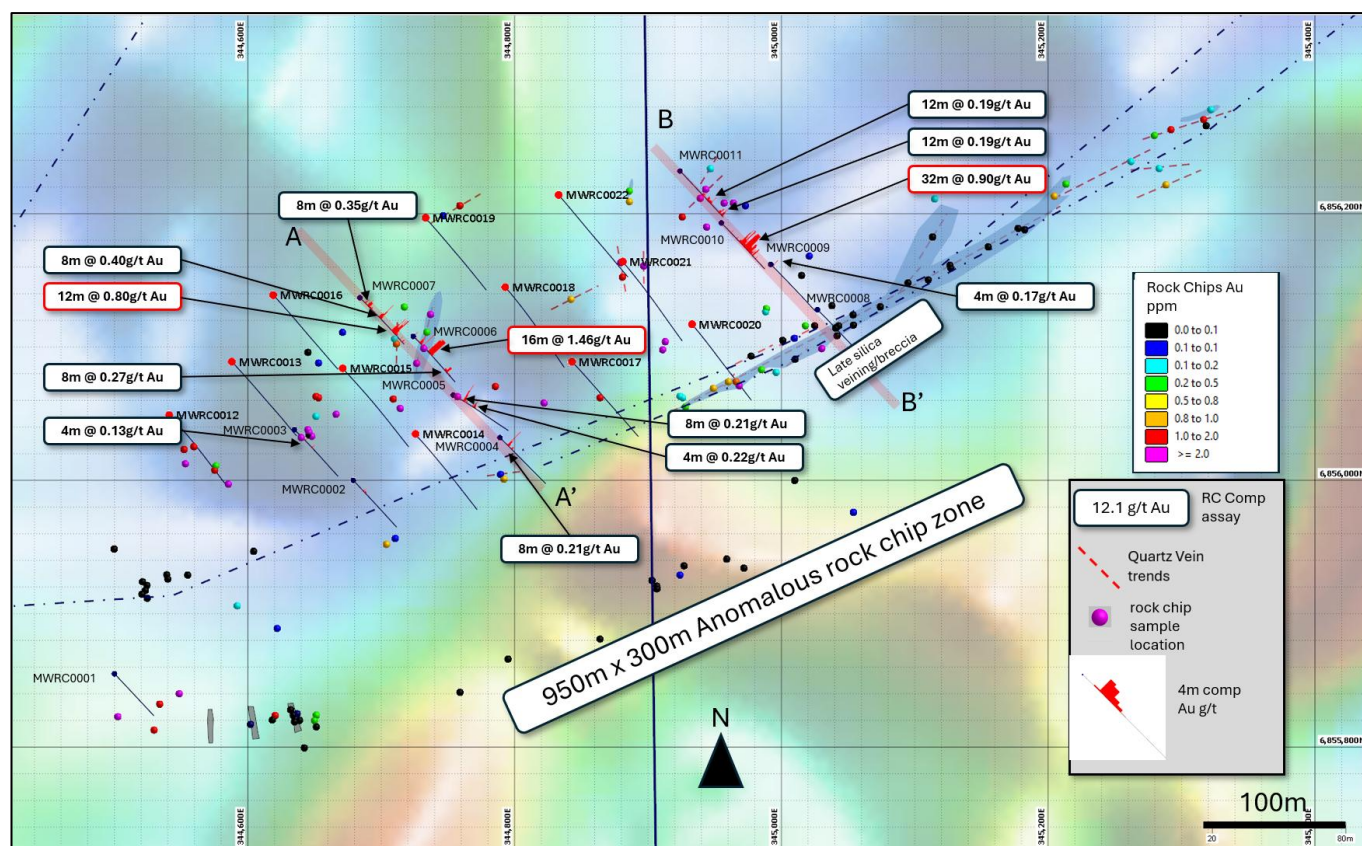 344,600E
344,800E
345,000E
345,200E
345,400E
B
12m @ 0.19g/t Au
12m @ 0.19g/t Au
32m @ 0.90g/t Au
MWRC0011
MWRC0022
8m @ 0.35g/t Au
MWRC0019
6,856,200N
A
MWRC0010
MWRC0009
8m @ 0.40g/t Au
MWRC0021
12m @ 0.80g/t Au
MWRC0007
MWRC0016
MWRC0018
4m @ 0.17g/t Au
MWRC0008
MWRC0006
16m @ 1.46g/t Au
MWRC0020
Late silica
veining/breccia
MWRC0013
MWRC0015
MWRC0017
8m @ 0.27g/t Au
MWRC0005
B’
MWRC0012
4m @ 0.13g/t Au
MWRC0003
MWRC0014
MWRC0004
8m @ 0.21g/t Au
4m @ 0.22g/t Au
MWRC0002
A’
6,856,000N
8m @ 0.21g/t Au
950m x 300m Anomalous rock chip zone
MWRC0001
N
6,855,800N
Rock Chips Au
ppm
0.0 to 0.1
0.1 to 0.1
0.1 to 0.2
0.2 to 0.5
0.5 to 0.8
0.8 to 1.0
1.0 to 2.0
>= 2.0
12.1 g/t Au
RC Comp
assay
Quartz Vein
trends
rock chip
sample
location
4m comp
Au g/t
100m
20
80m
344,600E
344,800E
345,000E
345,200E